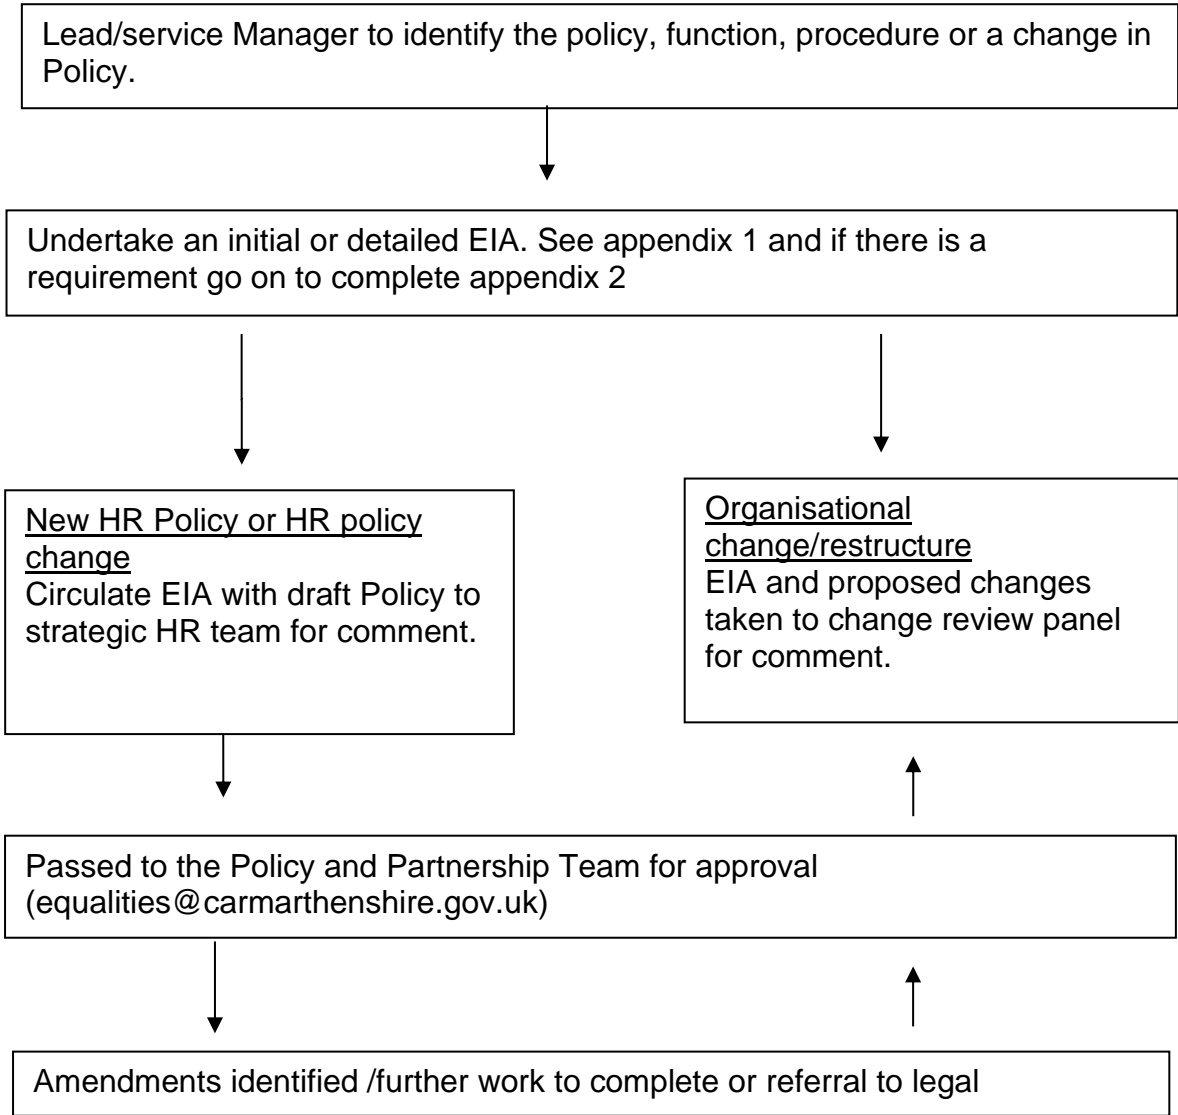 Lead/service Manager to identify the policy, function, procedure or a change in
Policy.
Undertake an initial or detailed EIA. See appendix 1 and if there is a
requirement go on to complete appendix 2
New HR Policy or HR policy
change
Circulate EIA with draft Policy to
strategic HR team for comment.
Organisational
change/restructure
EIA and proposed changes
taken to change review panel
for comment.
Passed to the Policy and Partnership Team for approval
(equalities@carmarthenshire.gov.uk)
Amendments identified /further work to complete or referral to legal